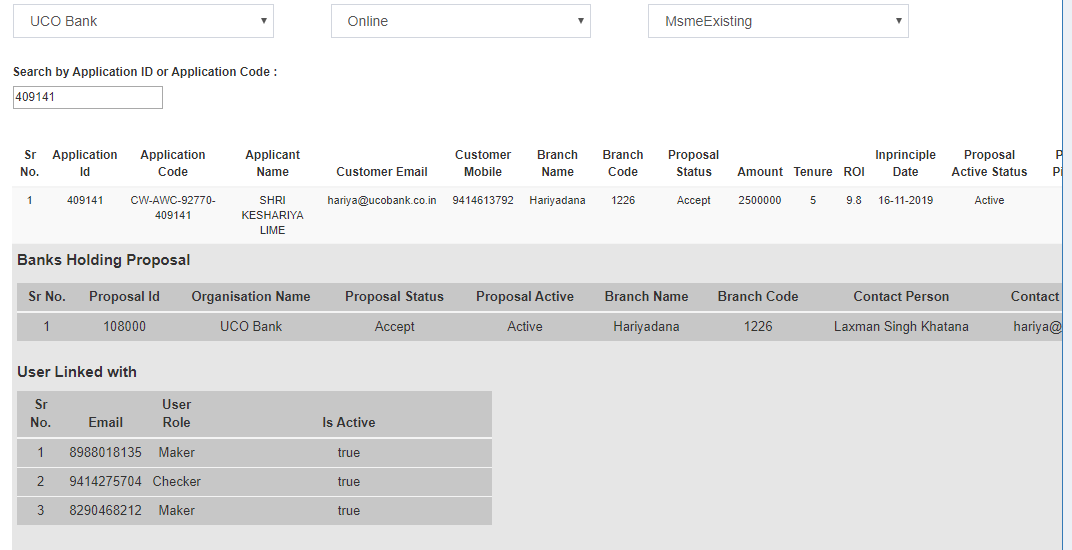 UCO Bank Online MsmeExisting
Search by Application ID or Application Code :
409141
Sr Application Application Applicant Customer Branch Branch Proposal Inprinciple Proposal P
No. Id Code Name Customer Email Mobile Name Code Status Amount Tenure ROI Date Active Status Pi
1 409141 CW-AWC-92770- SHRI hariya@ucobank.co.in 9414613792 Hariyadana 1226 Accept 2500000 5 9.8 16-11-2019 Active
409141 KESHARIYA
LIME
Banks Holding Proposal
Sr No. Proposal Id Organisation Name Proposal Status Proposal Active Branch Name Branch Code Contact Person Contact
1 108000 UCO Bank Accept Active Hariyadana 1226 Laxman Singh Khatana hariya@
User Linked with
Sr User
No. Email Role Is Active
1 8988018135 Maker true
2 9414275704 Checker true
3 8290468212 Maker true